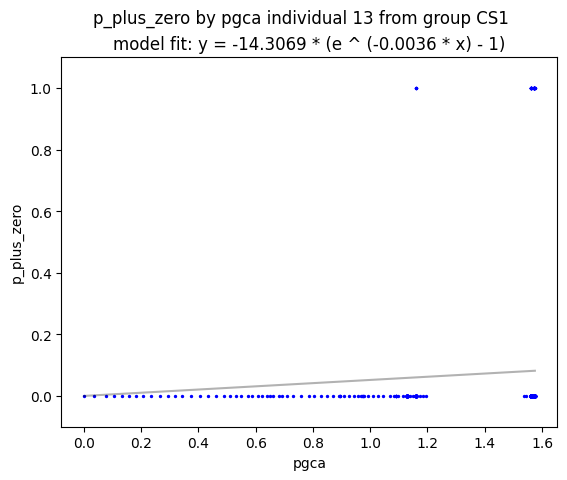 p_plus_zero by pgca individual 13 from group CS1
model fit: y = -14.3069 * (e ^ (-0.0036 * x) - 1)
1.0
0.8
0.6
0.4
0.2
0.0
p_plus_zero
0.0 0.2 0.4 0.6 0.8 1.0 1.2 1.4 1.6
pgca